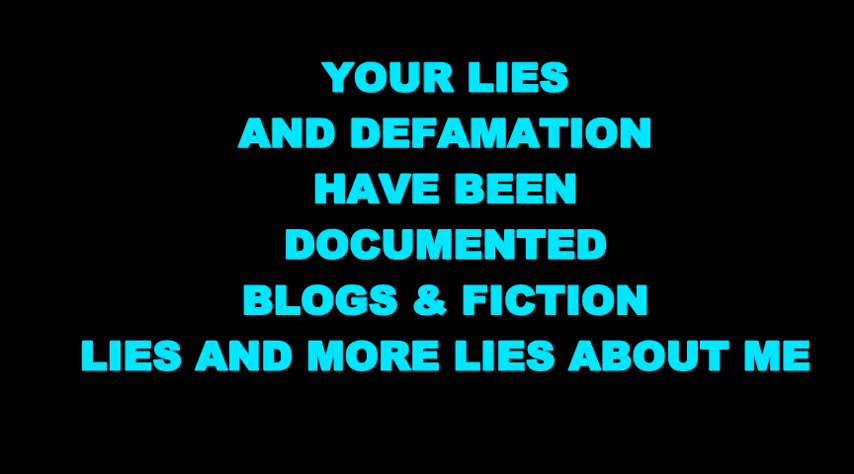 YOUR LIES
AND DEFAMATION
HAVE BEEN
DOCUMENTED
BLOGS & FICTION
LIES AND MORE LIES ABOUT ME